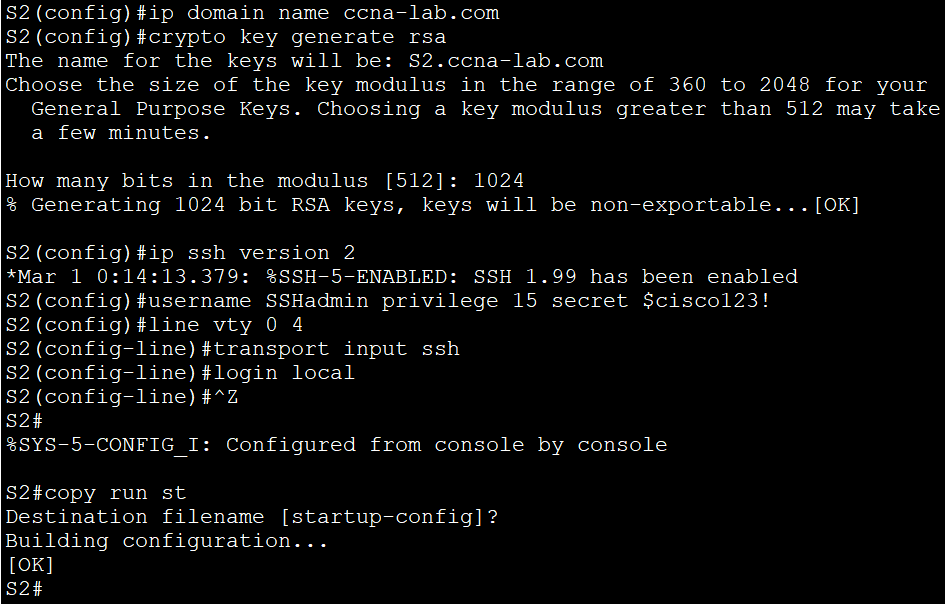 S2(config)#ip domain name ccna-lab.com
S2(config)#crypto key generate rsa
The name for the keys will be: S2.ccna-lab.com
Choose the size of the key modulus in the range of 360 to 2048 for your
  General Purpose Keys. Choosing a key modulus greater than 512 may take
  a few minutes.

How many bits in the modulus [512]: 1024
% Generating 1024 bit RSA keys, keys will be non-exportable...[OK]

S2(config)#ip ssh version 2
*Mar 1 0:14:13.379: %SSH-5-ENABLED: SSH 1.99 has been enabled
S2(config)#username SSHadmin privilege 15 secret $cisco123!
S2(config)#line vty 0 4
S2(config-line)#transport input ssh
S2(config-line)#login local
S2(config-line)#^Z
S2#
%SYS-5-CONFIG_I: Configured from console by console

S2#copy run st
Destination filename [startup-config]?
Building configuration...
[OK]
S2#